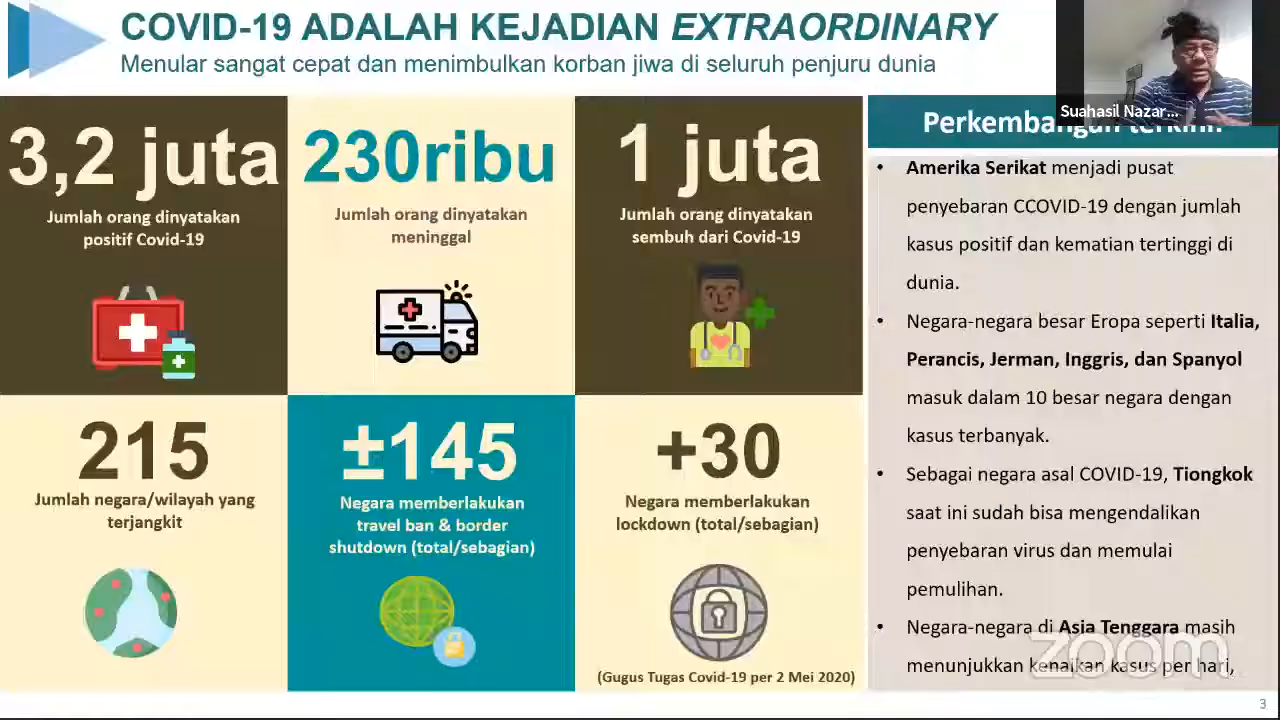 COVID-19 ADALAH KEJADIAN EXTRAORDINARY
Menular sangat cepat dan menimbulkan korban jiwa di seluruh penjuru dunia
3,2 juta
Jumlah orang dinyatakan
positif Covid-19
230ribu
Jumlah orang dinyatakan
meninggal
1 juta
Jumlah orang dinyatakan
sembuh dari Covid-19
215
Jumlah negara/wilayah yang
terjangkit
±145
Negara memberlakukan
travel ban & border
shutdown (total/sebagian)
+30
Negara memberlakukan
lockdown (total/sebagian)
(Gugus Tugas Covid-19 per 2 Mei 2020)
Suahasil Nazar...
Perkembangan terkini:
• Amerika Serikat menjadi pusat
penyebaran CCOVID-19 dengan jumlah
kasus positif dan kematian tertinggi di
dunia.
• Negara-negara besar Eropa seperti Italia,
Perancis, Jerman, Inggris, dan Spanyol
masuk dalam 10 besar negara dengan
kasus terbanyak.
• Sebagai negara asal COVID-19, Tiongkok
saat ini sudah bisa mengendalikan
penyebaran virus dan memulai
pemulihan.
• Negara-negara di Asia Tenggara masih
menunjukkan kenaikan kasus per hari,
zoom
3